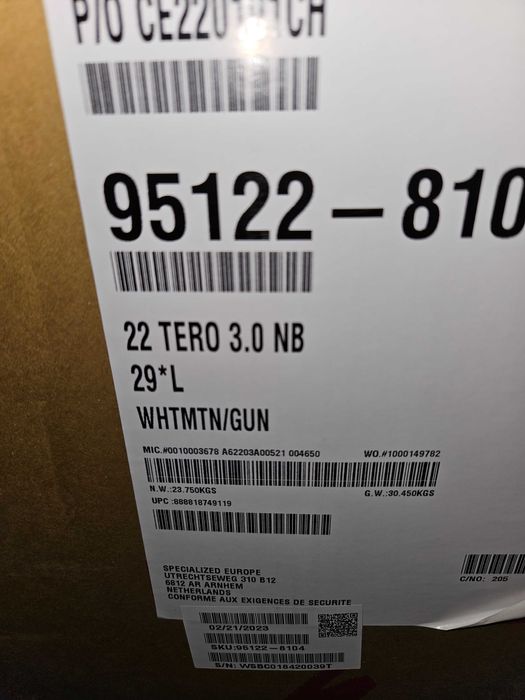 95122-810
22 TERO 3.0 NB
29*L
WHTMTN/GUN
MIC.#0010003678 A62203A00521 004650 WO.#1000149782
N.W.:23.750KGS G.W.:30.450KGS
UPC :888818749119
SPECIALIZED EUROPE
UTRECHTSEWEG 310 B12
6812 AR ARNHEM
NETHERLANDS
CONFORME AUX EXIGENCES DE SECURITE
C/NO: 205
02/21/2023
SKU:95122-8104
S/N: WSBC016420039T